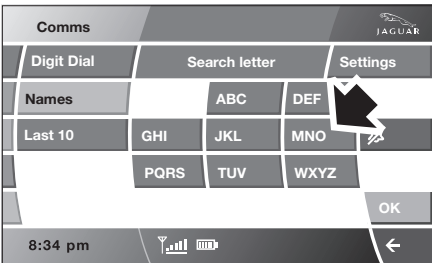 Comms JAGUAR
Digit Dial Search letter Settings
Names ABC DEF
Last 10 GHI JKL MNO
PQRS TUV WXYZ
OK
8:34 pm